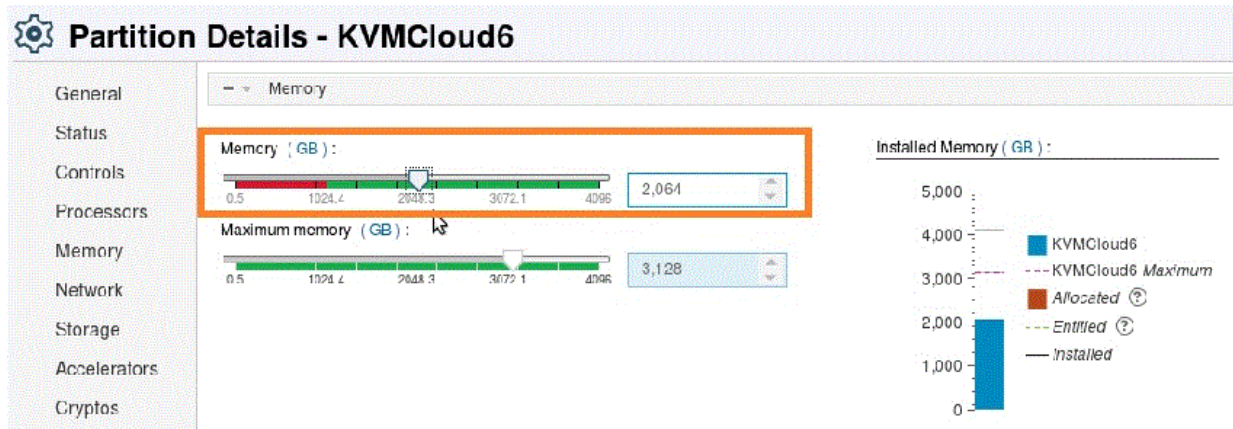 Partition Details - KVMCloud6
General
Status
Controls
Processors
Memory
Network
Storage
Accelerators
Cryptos
Memory
Memory (GB) :
0.5 1024.4 2048.3 3072.1 4096
2,064
Maximum memory (GB) :
0.5 1024.4 2048.3 3072.1 4096
3,128
Installed Memory (GB) :
5,000
4,000
3,000
2,000
1,000
0
KVMCloud6
KVMCloud6 Maximum
Allocated ?
Entitled ?
Installed